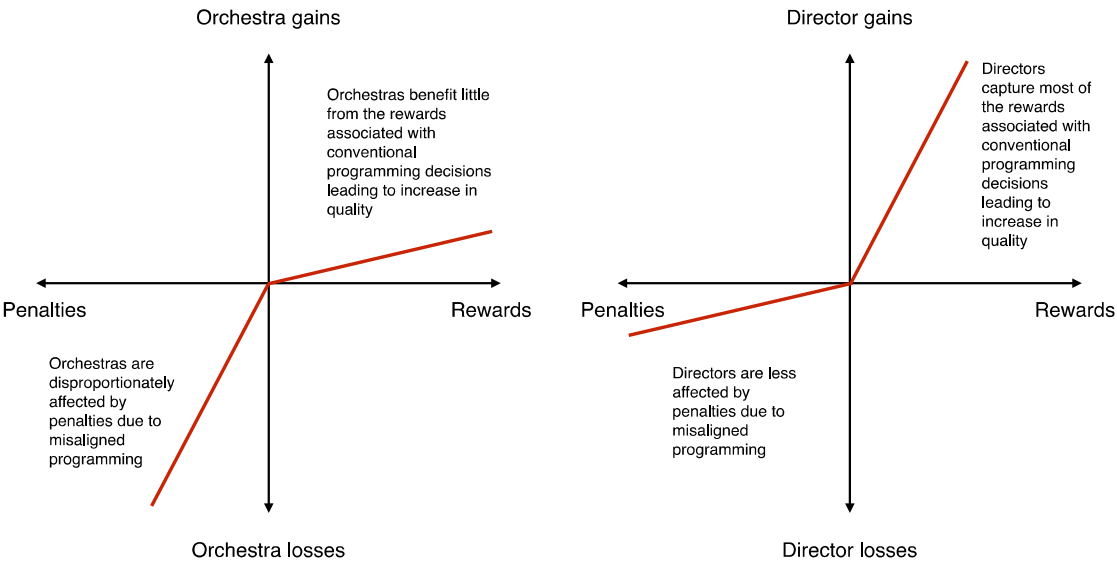 Orchestra gains
Orchestras benefit little
from the rewards
associated with
conventional
programming decisions
leading to increase in
quality
Penalties
Rewards
Orchestras are
disproportionately
affected by
penalties due to
misaligned
programming
Orchestra losses
Director gains
Directors
capture most of
the rewards
associated with
conventional
programming
decisions
leading to
increase in
quality
Penalties
Rewards
Directors are less
affected by
penalties due to
misaligned
programming
Director losses